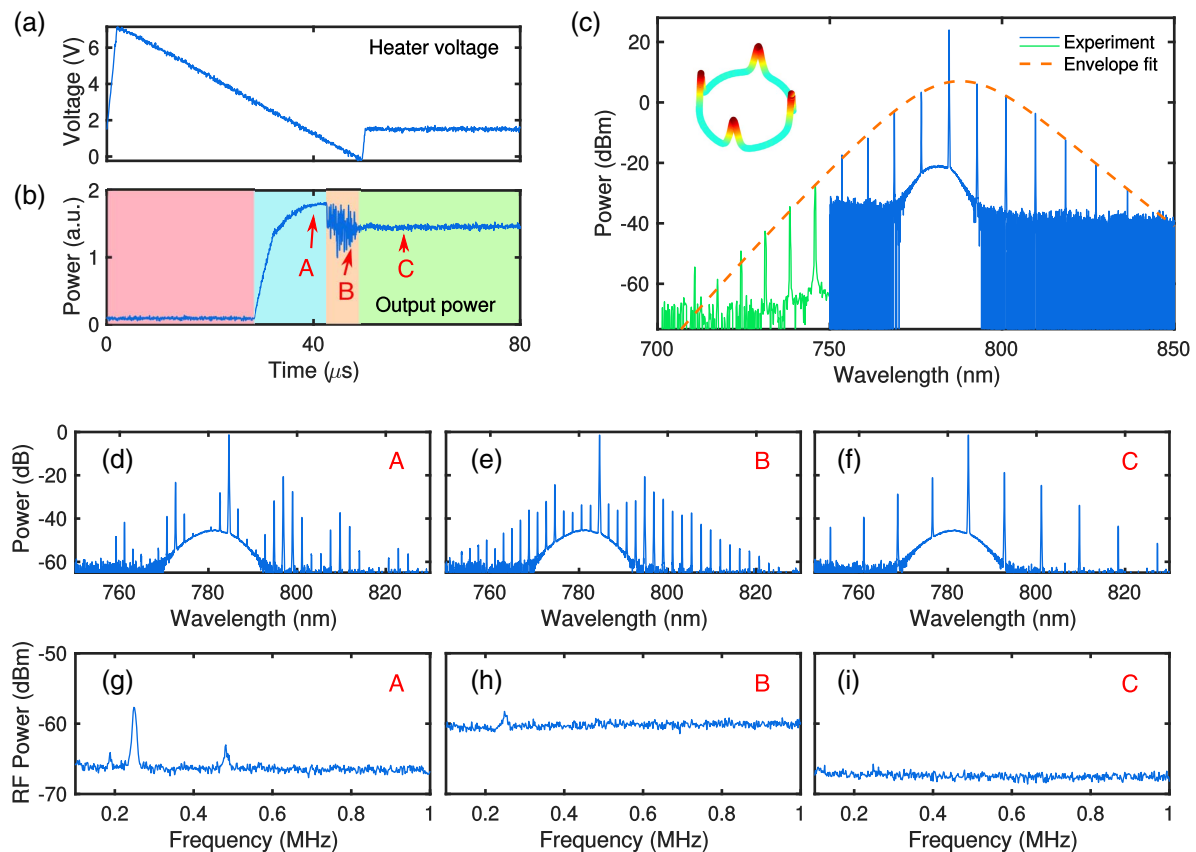 (a)
Heater voltage
Voltage (V)
6
4
2
0
(b)
2
1
0
Power (a.u.)
A
B
C
Output power
0
40
80
Time (μs)
(c)
Experiment
Envelope fit
20
0
-20
-40
-60
Power (dBm)
700
750
800
850
Wavelength (nm)
(d)
A
0
-20
-40
-60
Power (dB)
760
780
800
820
Wavelength (nm)
(e)
B
760
780
800
820
Wavelength (nm)
(f)
C
760
780
800
820
Wavelength (nm)
(g)
A
-50
-60
-70
RF Power (dBm)
0.2
0.4
0.6
0.8
1
Frequency (MHz)
(h)
B
0.2
0.4
0.6
0.8
1
Frequency (MHz)
(i)
C
0.2
0.4
0.6
0.8
1
Frequency (MHz)